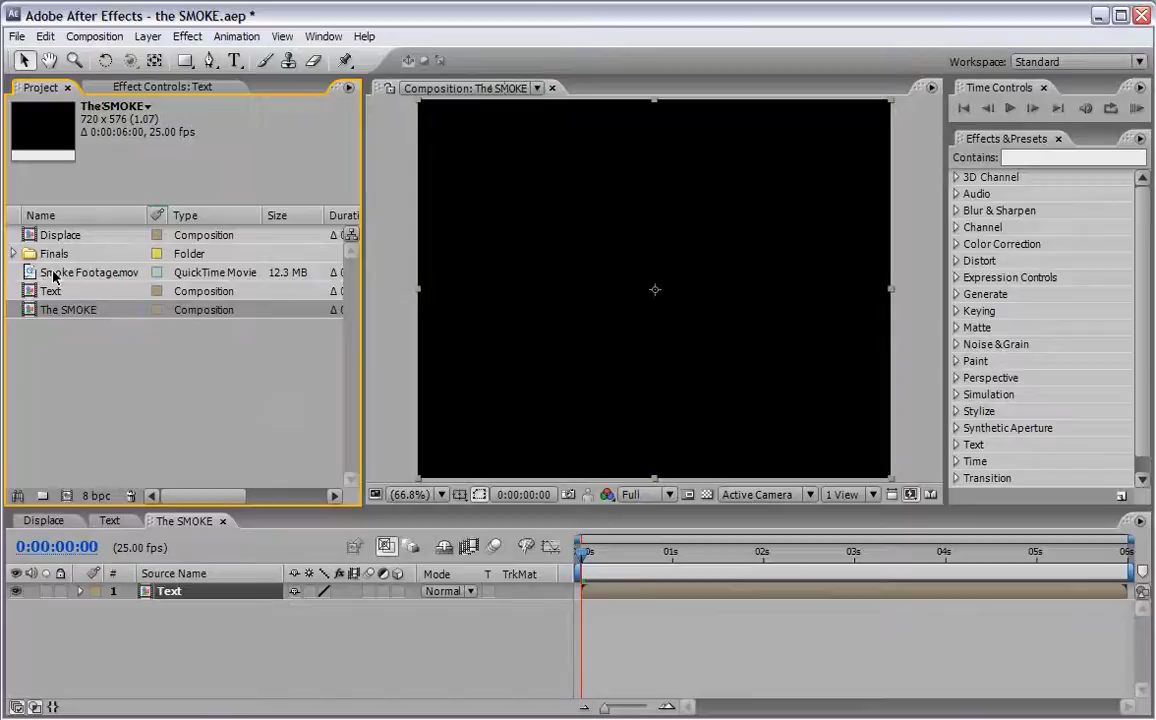 Adobe After Effects - the SMOKE.aep *
File Edit Composition Layer Effect Animation View Window Help
Workspace: Standard
Project Effect Controls: Text
Composition: The SMOKE
Time Controls
The SMOKE
720 x 576 (1.07)
Δ 0:00:06:00, 25.00 fps
Effects & Presets
Contains:
3D Channel
Audio
Blur & Sharpen
Channel
Color Correction
Distort
Expression Controls
Generate
Keying
Matte
Noise & Grain
Paint
Perspective
Simulation
Stylize
Synthetic Aperture
Text
Time
Transition
Name Type Size Durati
Displace Composition Δ
Finals Folder
Smoke Footage.mov QuickTime Movie 12.3 MB Δ
Text Composition Δ
The SMOKE Composition Δ
8 bpc
(66.8%) 0:00:00:00 Full Active Camera 1 View
Displace Text The SMOKE
0:00:00:00 (25.00 fps)
01s 02s 03s 04s 05s 06s
# Source Name Mode T TrkMat
1 Text Normal